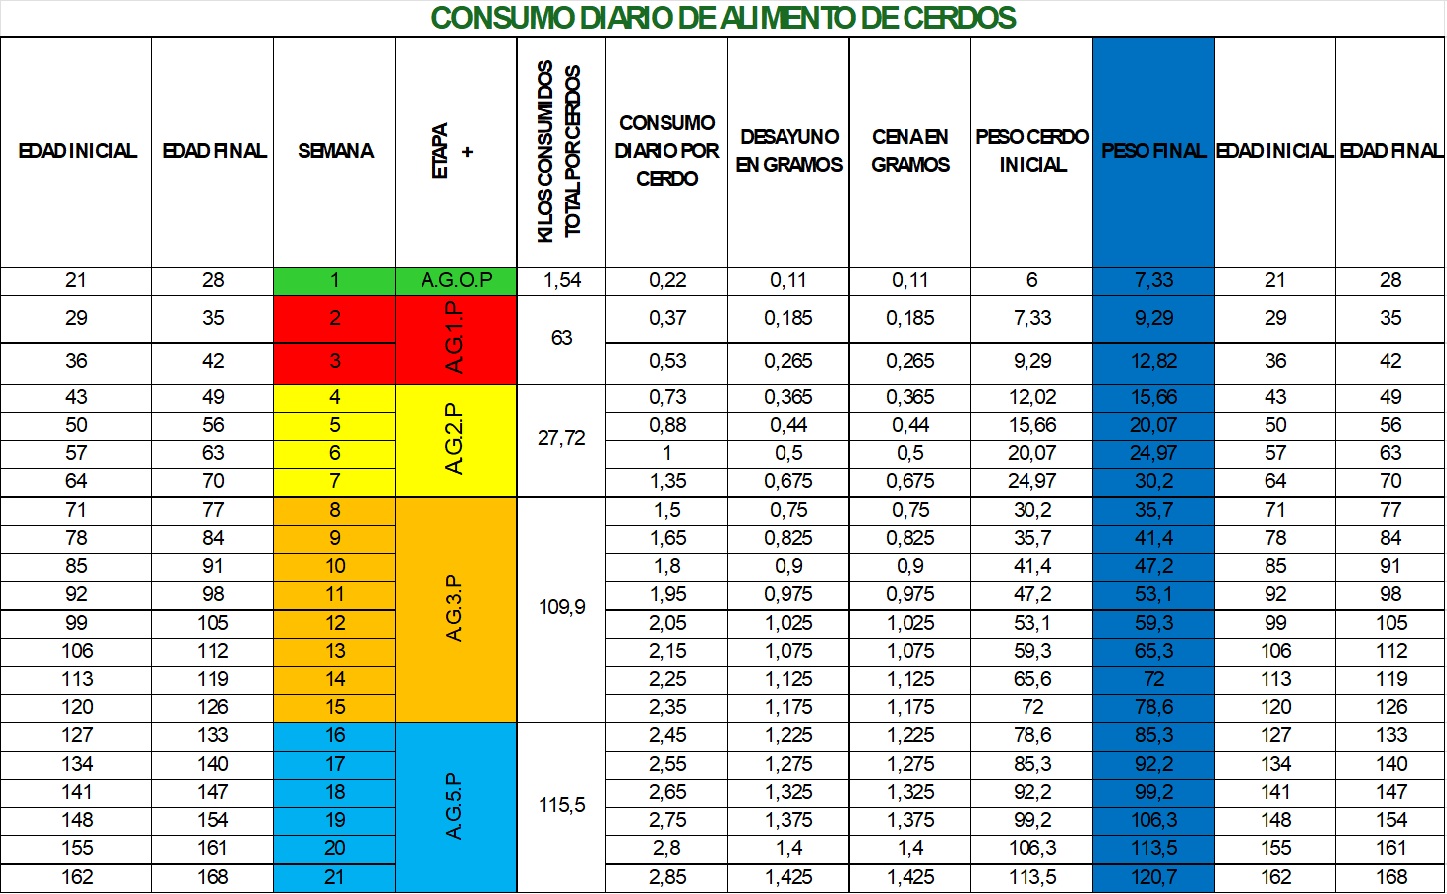 CONSUMO DIARIO DE ALIMENTO DE CERDOS
EDAD INICIAL EDAD FINAL SEMANA ETAPA + KILOS CONSUMIDOS TOTAL POR CERDOS CONSUMO DIARIO POR CERDO DESAYUNO EN GRAMOS CENA EN GRAMOS PESO CERDO INICIAL PESO FINAL EDAD INICIAL EDAD FINAL
21 28 1 A.G.O.P 1,54 0,22 0,11 0,11 6 7,33 21 28
29 35 2 A.G.1.P 63 0,37 0,185 0,185 7,33 9,29 29 35
36 42 3 0,53 0,265 0,265 9,29 12,82 36 42
43 49 4 A.G.2.P 27,72 0,73 0,365 0,365 12,02 15,66 43 49
50 56 5 0,88 0,44 0,44 15,66 20,07 50 56
57 63 6 1 0,5 0,5 20,07 24,97 57 63
64 70 7 1,35 0,675 0,675 24,97 30,2 64 70
71 77 8 A.G.3.P 109,9 1,5 0,75 0,75 30,2 35,7 71 77
78 84 9 1,65 0,825 0,825 35,7 41,4 78 84
85 91 10 1,8 0,9 0,9 41,4 47,2 85 91
92 98 11 1,95 0,975 0,975 47,2 53,1 92 98
99 105 12 2,05 1,025 1,025 53,1 59,3 99 105
106 112 13 2,15 1,075 1,075 59,3 65,3 106 112
113 119 14 2,25 1,125 1,125 65,6 72 113 119
120 126 15 2,35 1,175 1,175 72 78,6 120 126
127 133 16 A.G.5.P 115,5 2,45 1,225 1,225 78,6 85,3 127 133
134 140 17 2,55 1,275 1,275 85,3 92,2 134 140
141 147 18 2,65 1,325 1,325 92,2 99,2 141 147
148 154 19 2,75 1,375 1,375 99,2 106,3 148 154
155 161 20 2,8 1,4 1,4 106,3 113,5 155 161
162 168 21 2,85 1,425 1,425 113,5 120,7 162 168